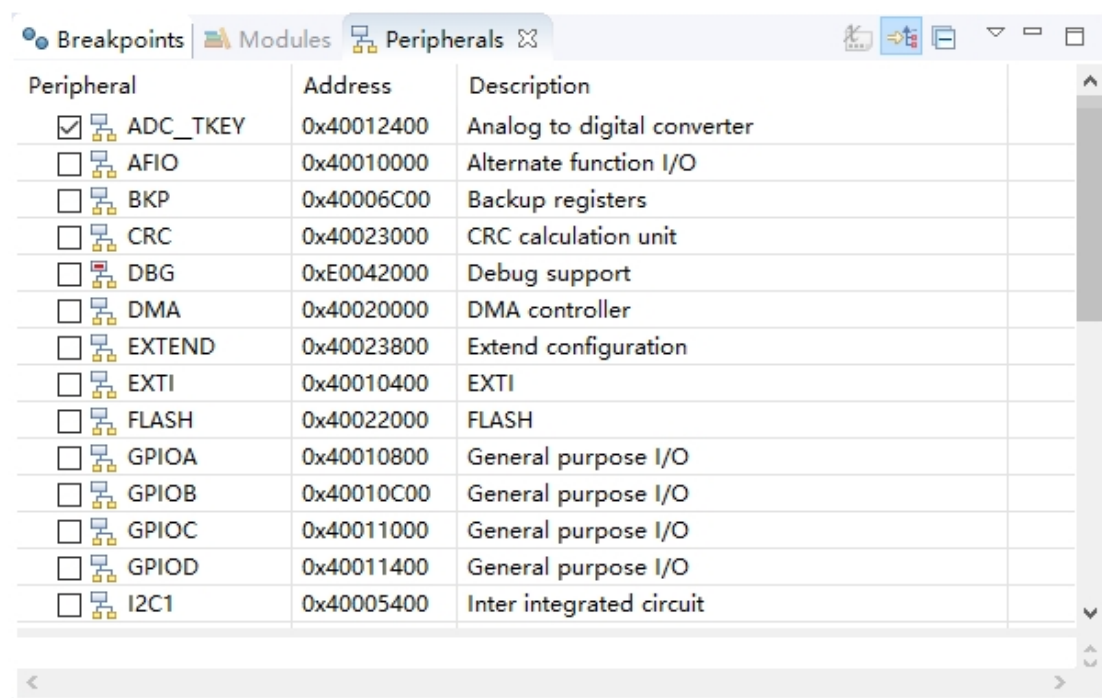 Breakpoints Modules Peripherals
Peripheral Address Description
ADC_TKEY 0x40012400 Analog to digital converter
AFIO 0x40010000 Alternate function I/O
BKP 0x40006C00 Backup registers
CRC 0x40023000 CRC calculation unit
DBG 0xE0042000 Debug support
DMA 0x40020000 DMA controller
EXTEND 0x40023800 Extend configuration
EXTI 0x40010400 EXTI
FLASH 0x40022000 FLASH
GPIOA 0x40010800 General purpose I/O
GPIOB 0x40010C00 General purpose I/O
GPIOC 0x40011000 General purpose I/O
GPIOD 0x40011400 General purpose I/O
I2C1 0x40005400 Inter integrated circuit